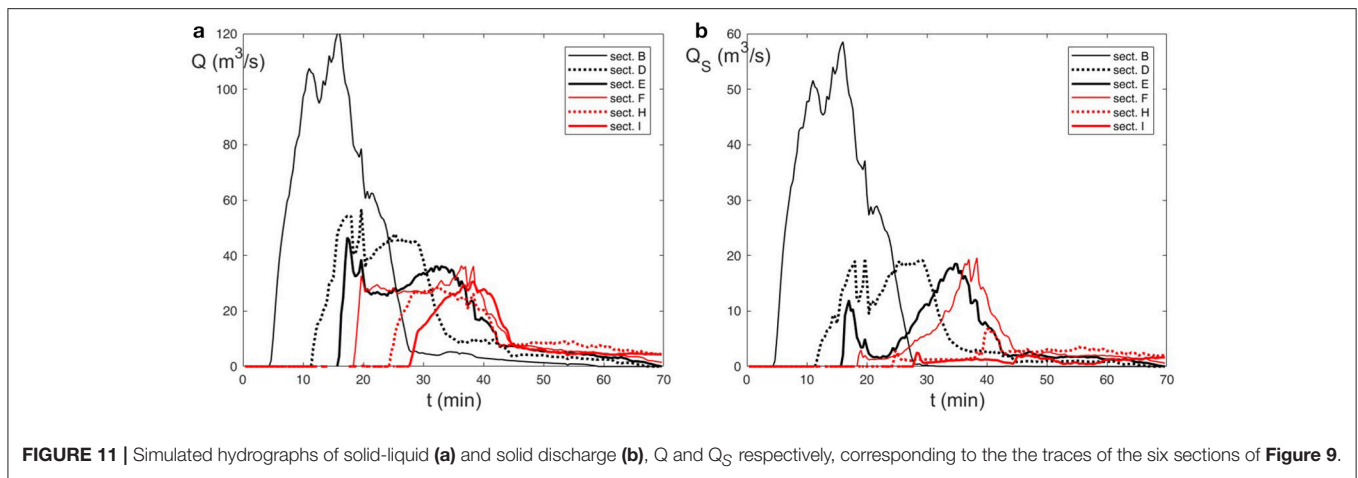 a
Q (m³/s)
120
100
80
60
40
20
0
0 10 20 30 40 50 60 70
t (min)
sect. B
sect. D
sect. E
sect. F
sect. H
sect. I
b
Q_S (m³/s)
60
50
40
30
20
10
0
0 10 20 30 40 50 60 70
t (min)
sect. B
sect. D
sect. E
sect. F
sect. H
sect. I
FIGURE 11 | Simulated hydrographs of solid-liquid (a) and solid discharge (b), Q and Q_S respectively, corresponding to the the traces of the six sections of Figure 9.